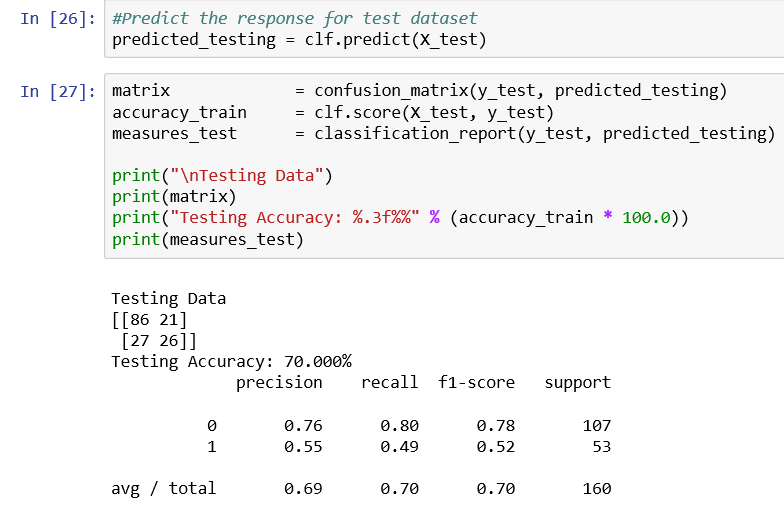 In [26]: #Predict the response for test dataset
predicted_testing = clf.predict(X_test)
In [27]: matrix = confusion_matrix(y_test, predicted_testing)
accuracy_train = clf.score(X_test, y_test)
measures_test = classification_report(y_test, predicted_testing)
print("\nTesting Data")
print(matrix)
print("Testing Accuracy: %.3f%%" % (accuracy_train * 100.0))
print(measures_test)
Testing Data
[[86 21]
[27 26]]
Testing Accuracy: 70.000%
precision recall f1-score support
0 0.76 0.80 0.78 107
1 0.55 0.49 0.52 53
avg / total 0.69 0.70 0.70 160